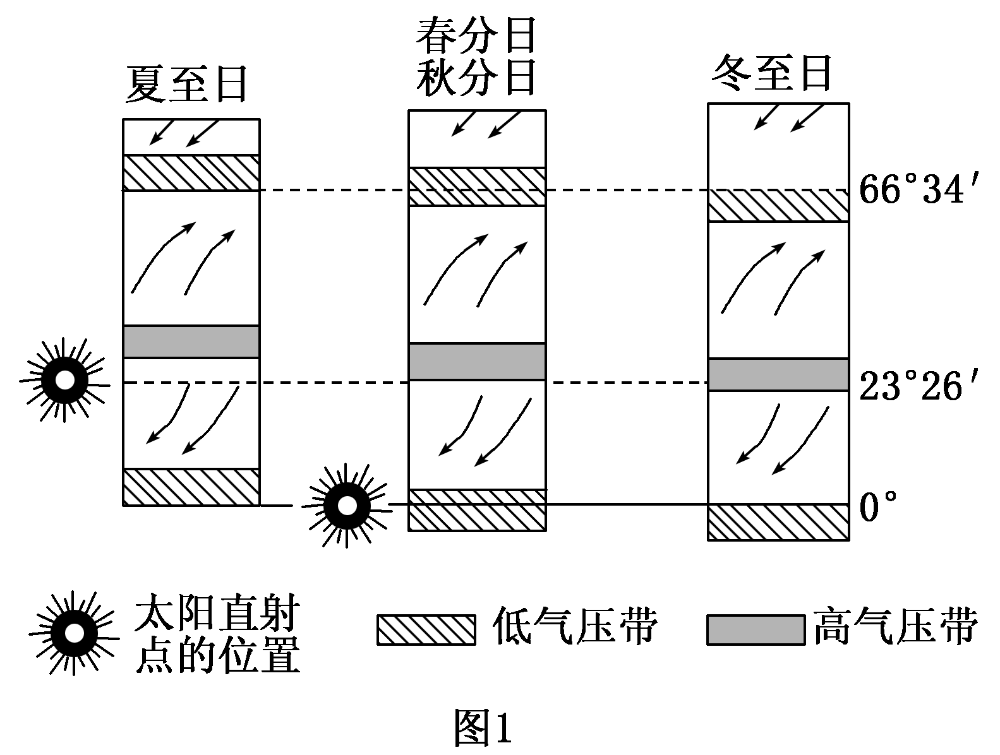 夏至日
春分日
秋分日
冬至日
66°34′
23°26′
0°
太阳直射
点的位置
低气压带
高气压带
图1